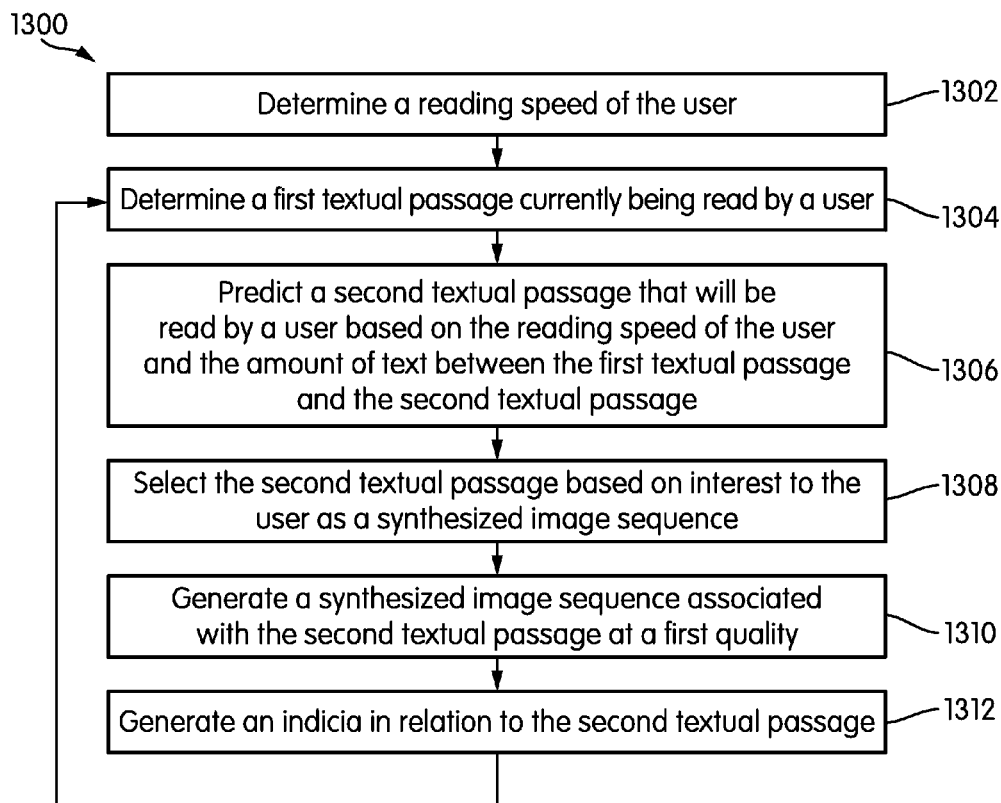 1300
Determine a reading speed of the user
1302
Determine a first textual passage currently being read by a user
1304
Predict a second textual passage that will be
read by a user based on the reading speed of the user
and the amount of text between the first textual passage
and the second textual passage
1306
Select the second textual passage based on interest to the
user as a synthesized image sequence
1308
Generate a synthesized image sequence associated
with the second textual passage at a first quality
1310
Generate an indicia in relation to the second textual passage
1312